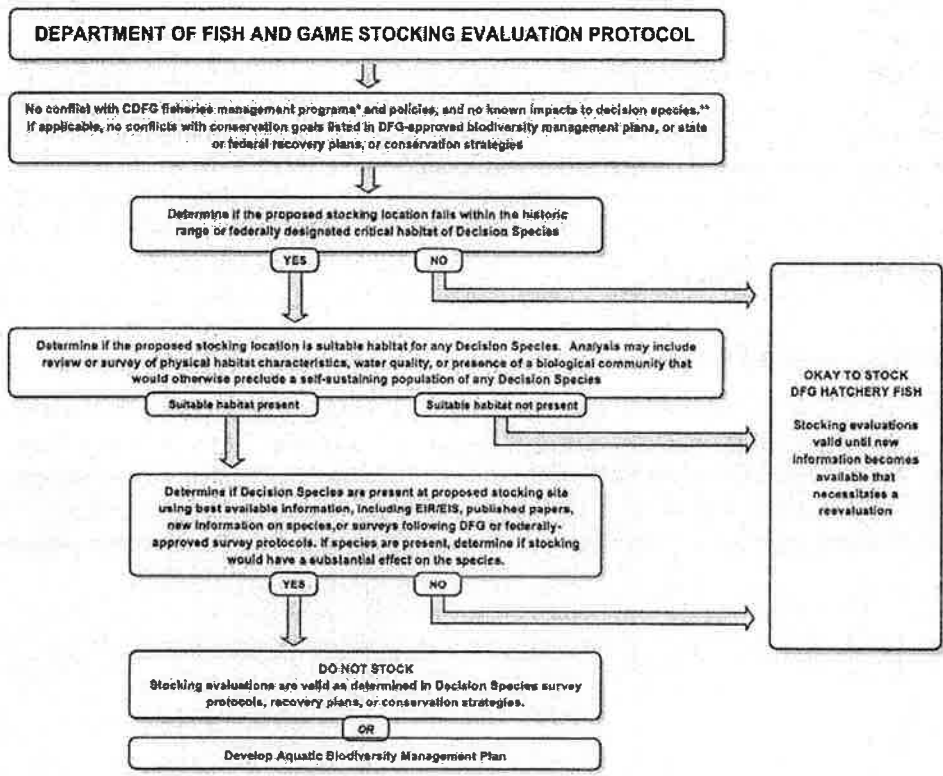 DEPARTMENT OF FISH AND GAME STOCKING EVALUATION PROTOCOL
No conflict with CDFG fisheries management programs* and policies, and no known impacts to decision species.**
If applicable, no conflicts with conservation goals listed in DFG-approved biodiversity management plans, or state
or federal recovery plans, or conservation strategies
Determine if the proposed stocking location falls within the historic
range or federally designated critical habitat of Decision Species
YES
NO
Determine if the proposed stocking location is suitable habitat for any Decision Species. Analysis may include
review or survey of physical habitat characteristics, water quality, or presence of a biological community that
would otherwise preclude a self-sustaining population of any Decision Species
Suitable habitat present
Suitable habitat not present
OKAY TO STOCK
DFG HATCHERY FISH
Stocking evaluations
valid until new
information becomes
available that
necessitates a
reevaluation
Determine if Decision Species are present at proposed stocking site
using best available information, including EIR/EIS, published papers,
new information on species,or surveys following DFG or federally-
approved survey protocols. If species are present, determine if stocking
would have a substantial effect on the species.
YES
NO
DO NOT STOCK
Stocking evaluations are valid as determined in Decision Species survey
protocols, recovery plans, or conservation strategies.
OR
Develop Aquatic Biodiversity Management Plan